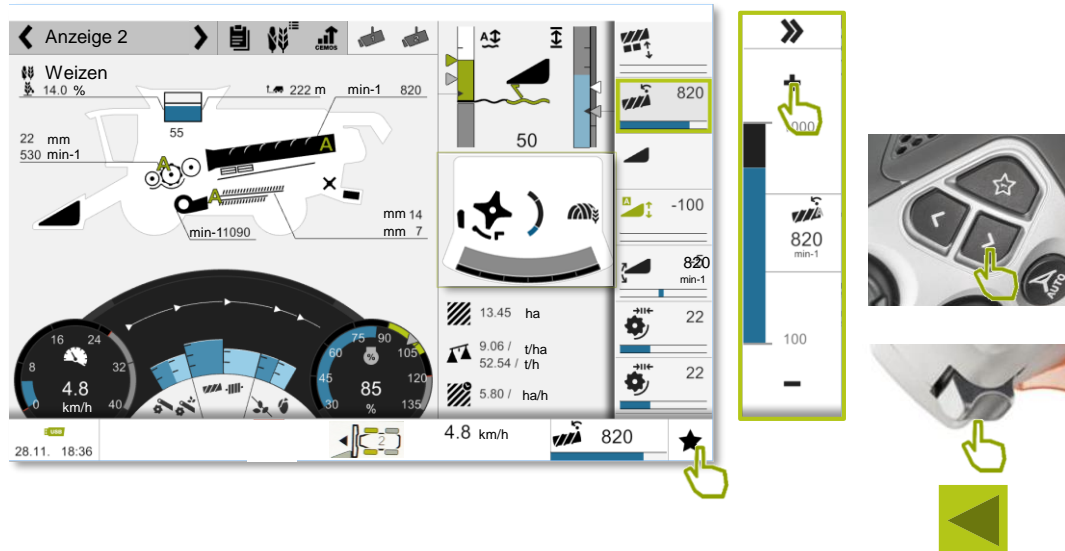 Anzeige 2
CEMOS
Weizen
14.0 %
222 m
min-1 820
55
22 mm
530 min-1
A
A
A
mm 14
mm 7
min-11090
A
50
820
A
-100
820
min-1
22
22
13.45 ha
9.06 / t/ha
52.54 / t/h
5.80 / ha/h
0 8 16 24 32 40
4.8
km/h
30 45 60 75 90 105 120 135
%
85
%
USB
28.11. 18:36
2
4.8 km/h
820
1000
820
min-1
100
AUTO